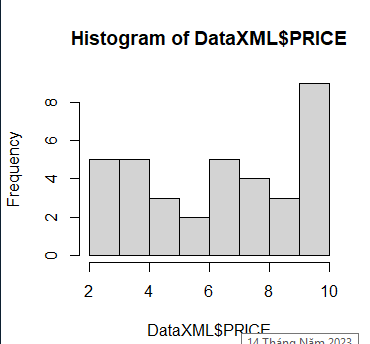 Histogram of DataXML$PRICE
Frequency
8
6
4
2
0
2 4 6 8 10
DataXML$PRICE
14 Tháng Năm 2023